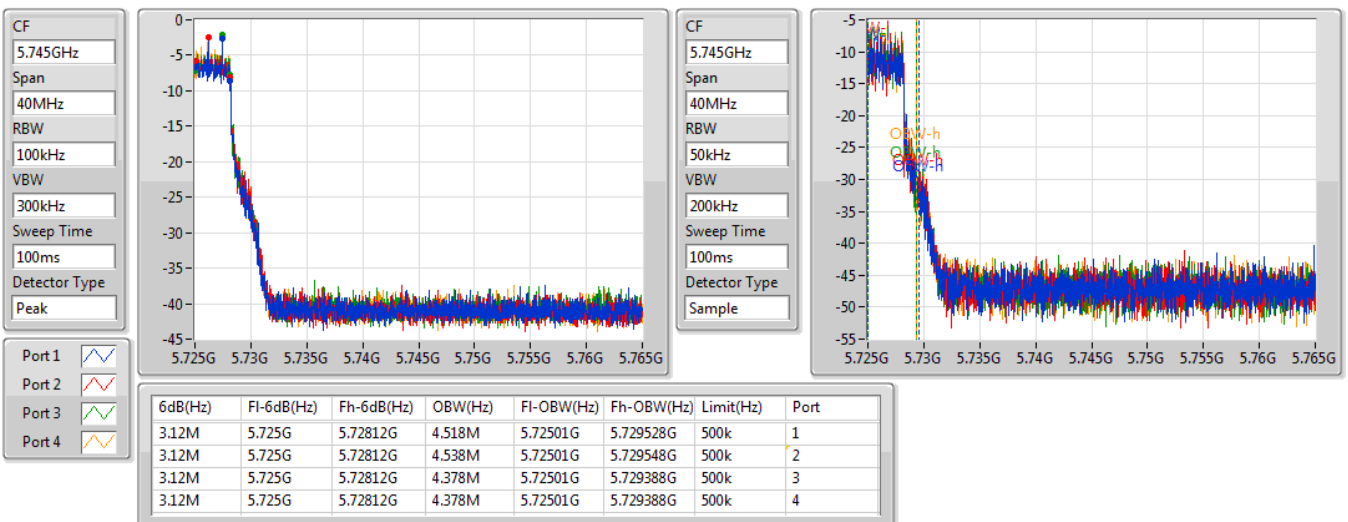 CF
5.745GHz
Span
40MHz
RBW
100kHz
VBW
300kHz
Sweep Time
100ms
Detector Type
Peak
0
-5
-10
-15
-20
-25
-30
-35
-40
-45
5.725G 5.73G 5.735G 5.74G 5.745G 5.75G 5.755G 5.76G 5.765G
CF
5.745GHz
Span
40MHz
RBW
50kHz
VBW
200kHz
Sweep Time
100ms
Detector Type
Sample
-5
-10
-15
-20
-25
-30
-35
-40
-45
-50
-55
OBW-h
OBW-h
OBW-h
OBW-h
5.725G 5.73G 5.735G 5.74G 5.745G 5.75G 5.755G 5.76G 5.765G
Port 1
Port 2
Port 3
Port 4
6dB(Hz) Fl-6dB(Hz) Fh-6dB(Hz) OBW(Hz) Fl-OBW(Hz) Fh-OBW(Hz) Limit(Hz) Port
3.12M 5.725G 5.72812G 4.518M 5.72501G 5.729528G 500k 1
3.12M 5.725G 5.72812G 4.538M 5.72501G 5.729548G 500k 2
3.12M 5.725G 5.72812G 4.378M 5.72501G 5.729388G 500k 3
3.12M 5.725G 5.72812G 4.378M 5.72501G 5.729388G 500k 4